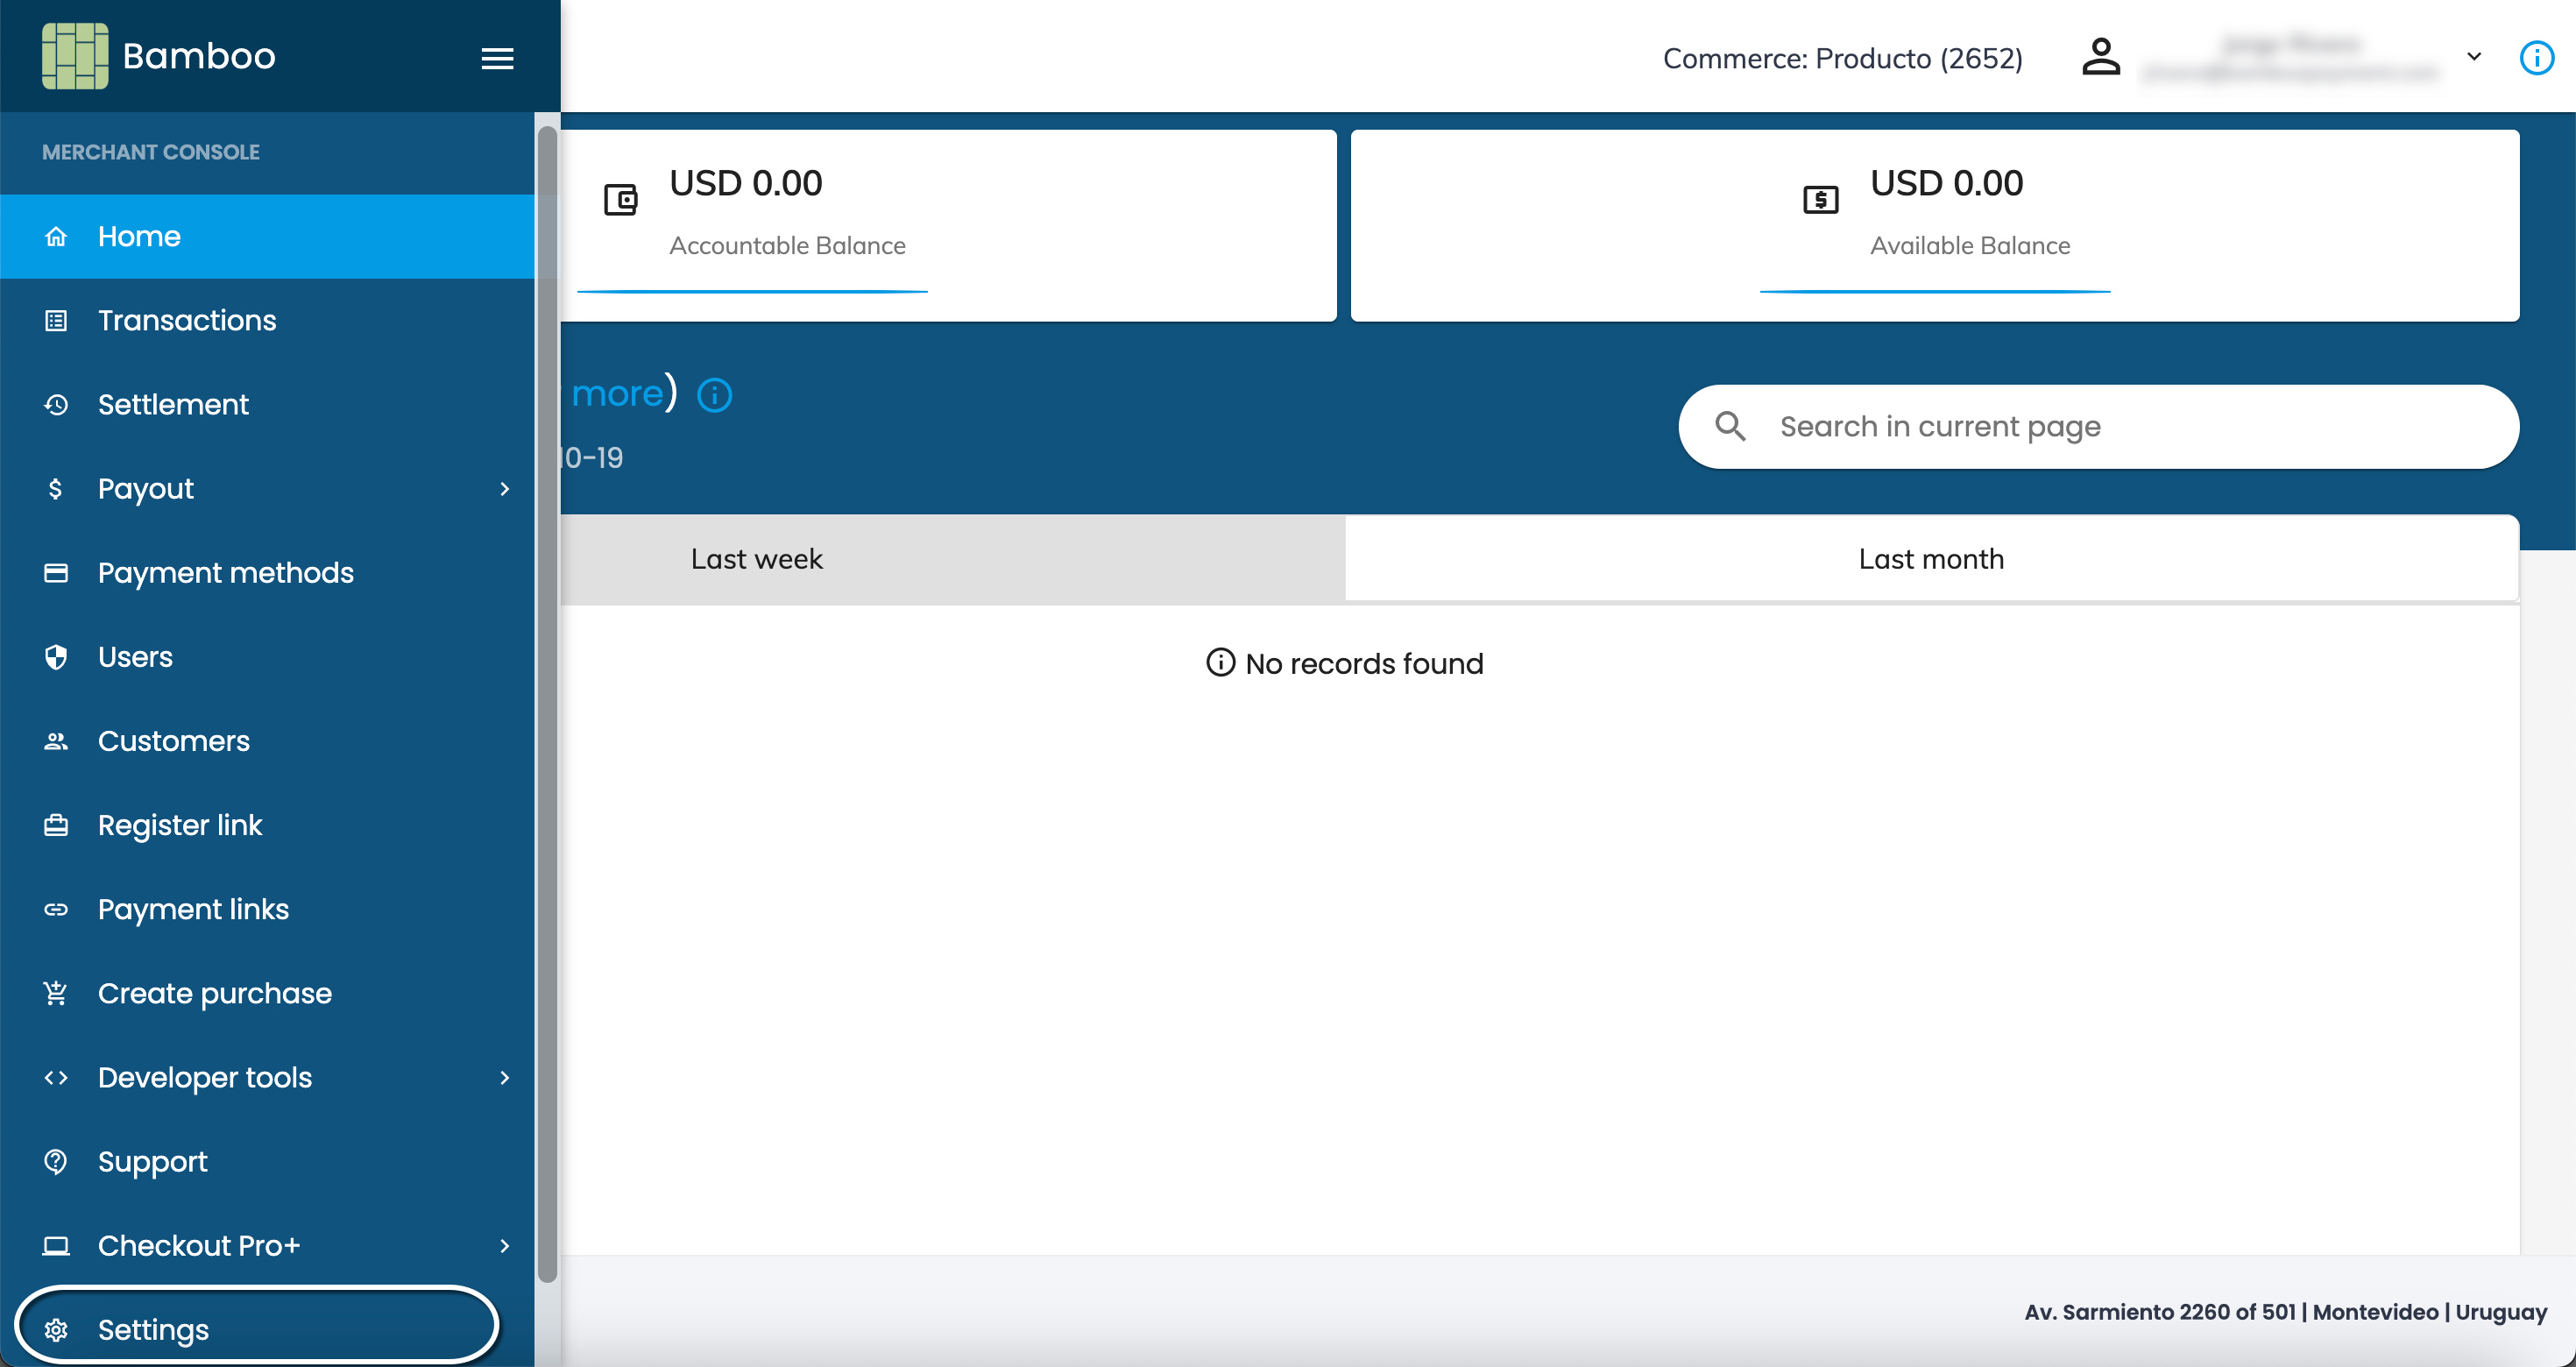 Bamboo
Commerce: Producto (2652)
MERCHANT CONSOLE
Home
Transactions
Settlement
Payout
Payment methods
Users
Customers
Register link
Payment links
Create purchase
Developer tools
Support
Checkout Pro+
Settings
USD 0.00
Accountable Balance
USD 0.00
Available Balance
more)
10-19
Search in current page
Last week
Last month
No records found
Av. Sarmiento 2260 of 501 | Montevideo | Uruguay